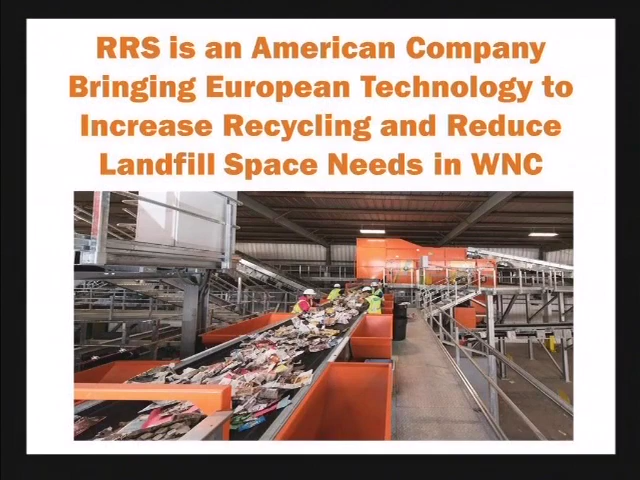 RRS is an American Company
Bringing European Technology to
Increase Recycling and Reduce
Landfill Space Needs in WNC